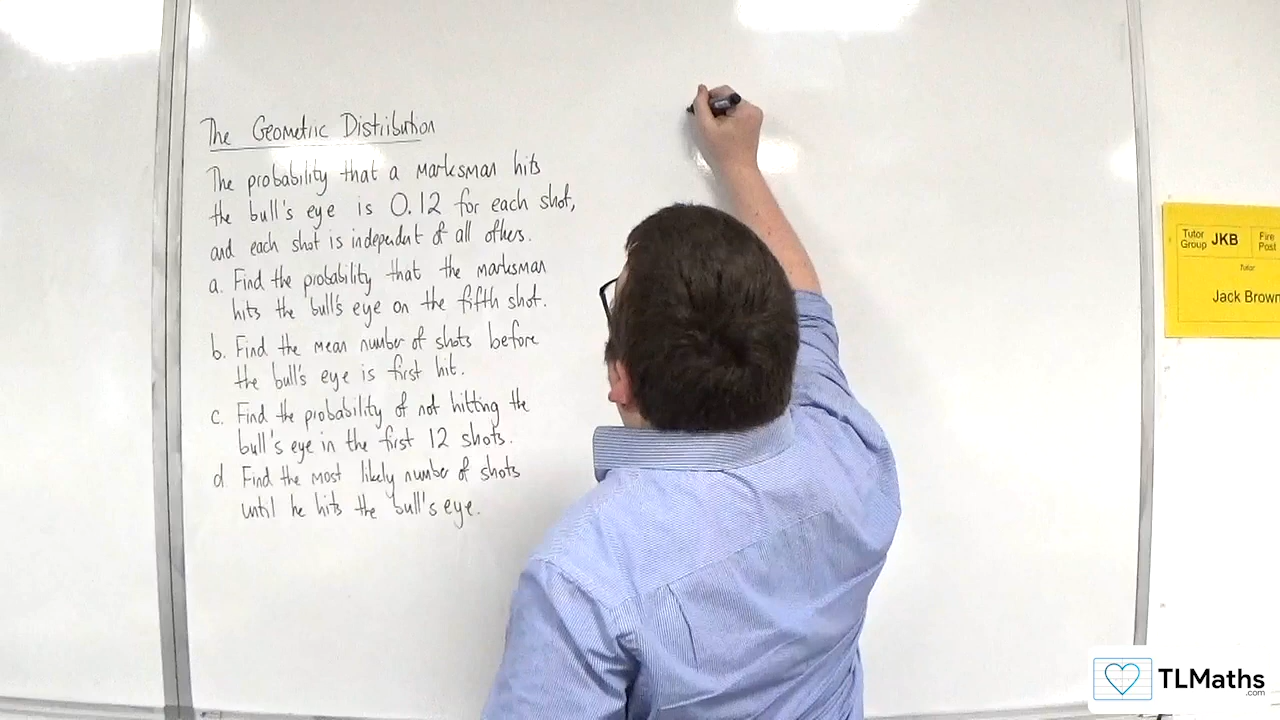 The Geometric Distribution
The probability that a marksman hits
the bull's eye is 0.12 for each shot,
and each shot is independent of all others.
a. Find the probability that the marksman
hits the bull's eye on the fifth shot.
b. Find the mean number of shots before
the bull's eye is first hit.
c. Find the probability of not hitting the
bull's eye in the first 12 shots.
d Find the most likely number of shots
until he hits the bull's eye.
Tutor Group JKB Fire Post
Tutor
Jack Brown
TLMaths
.com